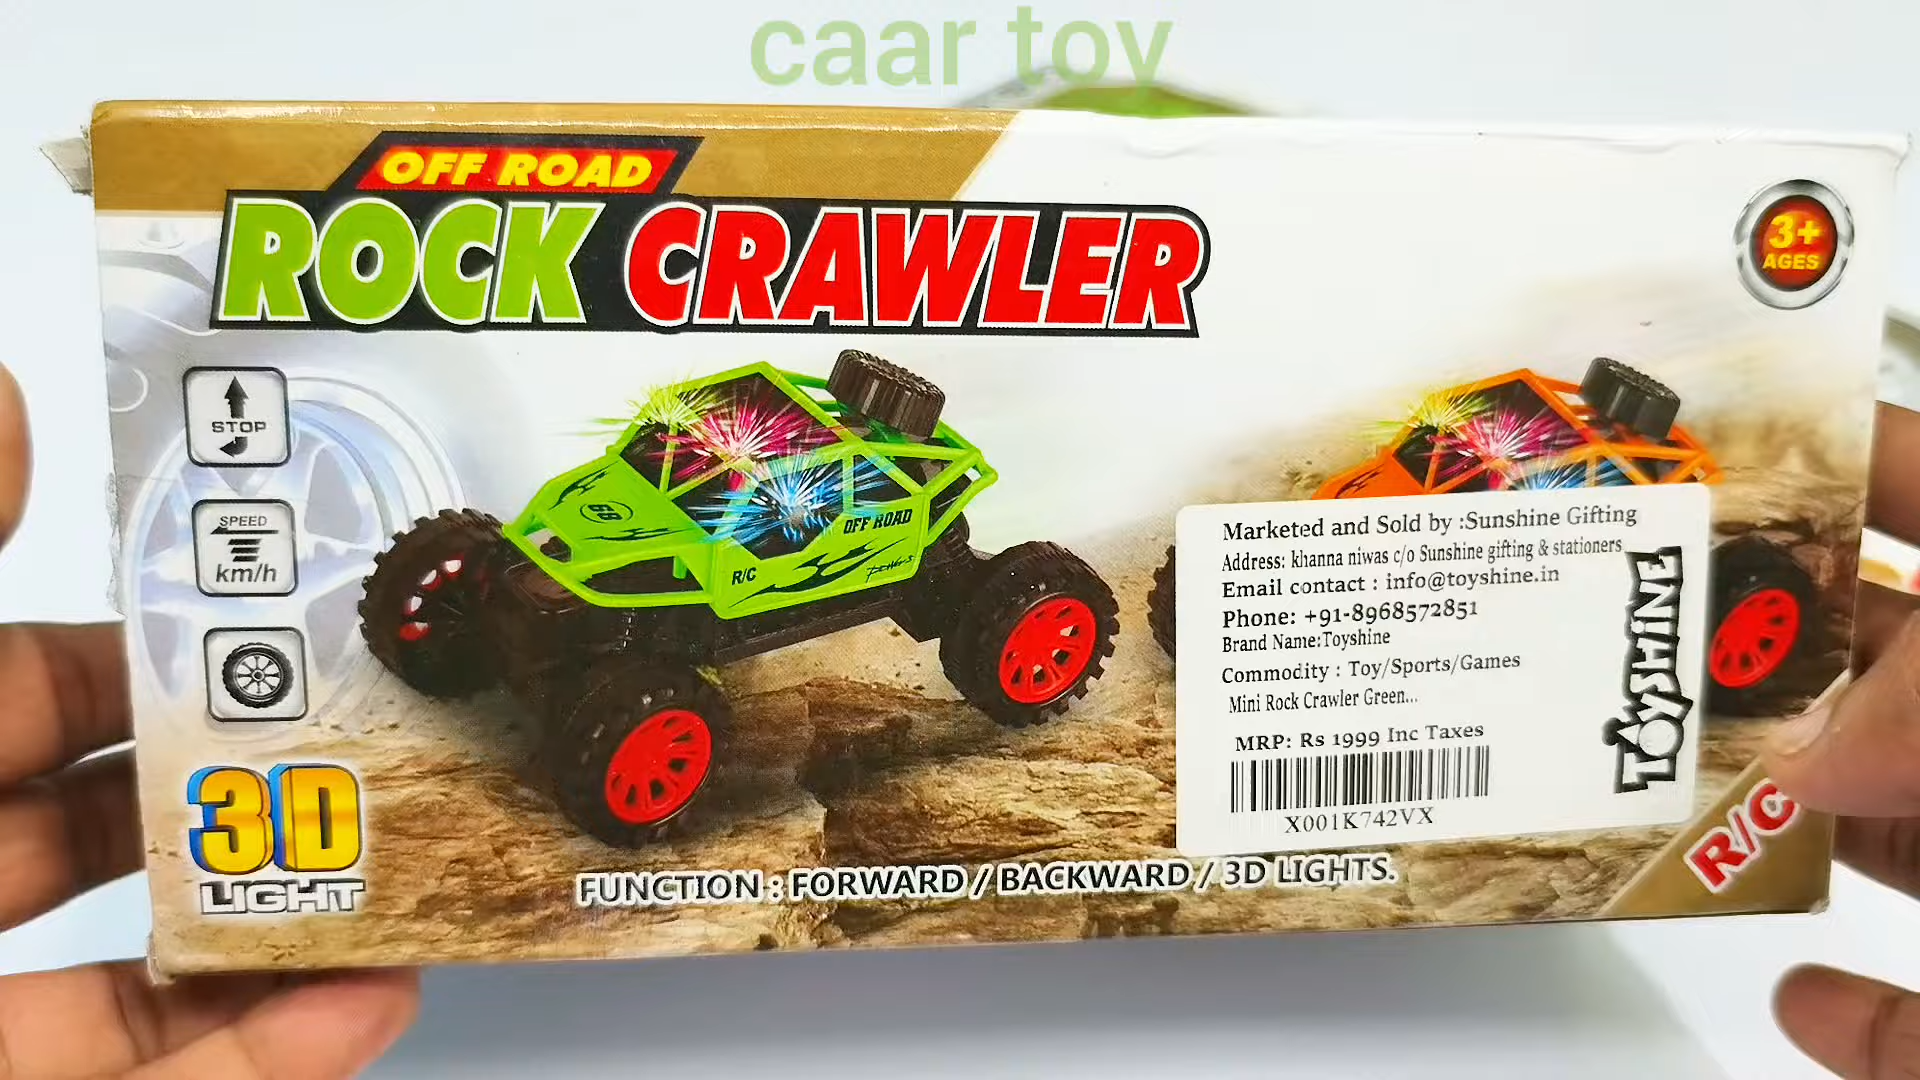 caar toy
OFF ROAD
ROCK CRAWLER
3+
AGES
STOP
SPEED
km/h
68
OFF ROAD
R/C
3D
LIGHT
Marketed and Sold by :Sunshine Gifting
Address: khanna niwas c/o Sunshine gifting & stationers
Email contact : info@toyshine.in
Phone: +91-8968572851
Brand Name:Toyshine
Commodity : Toy/Sports/Games
Mini Rock Crawler Green...
MRP: Rs 1999 Inc Taxes
X001K742VX
TOYSHINE
R/C
FUNCTION : FORWARD / BACKWARD / 3D LIGHTS.